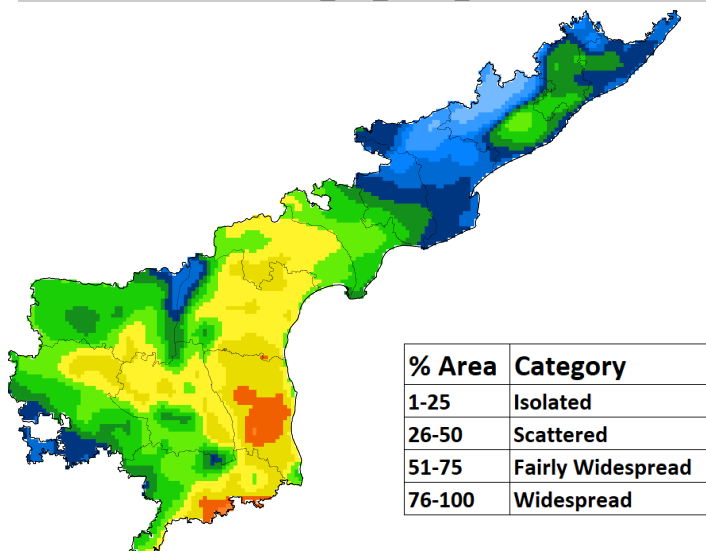 % Area Category
1-25 Isolated
26-50 Scattered
51-75 Fairly Widespread
76-100 Widespread